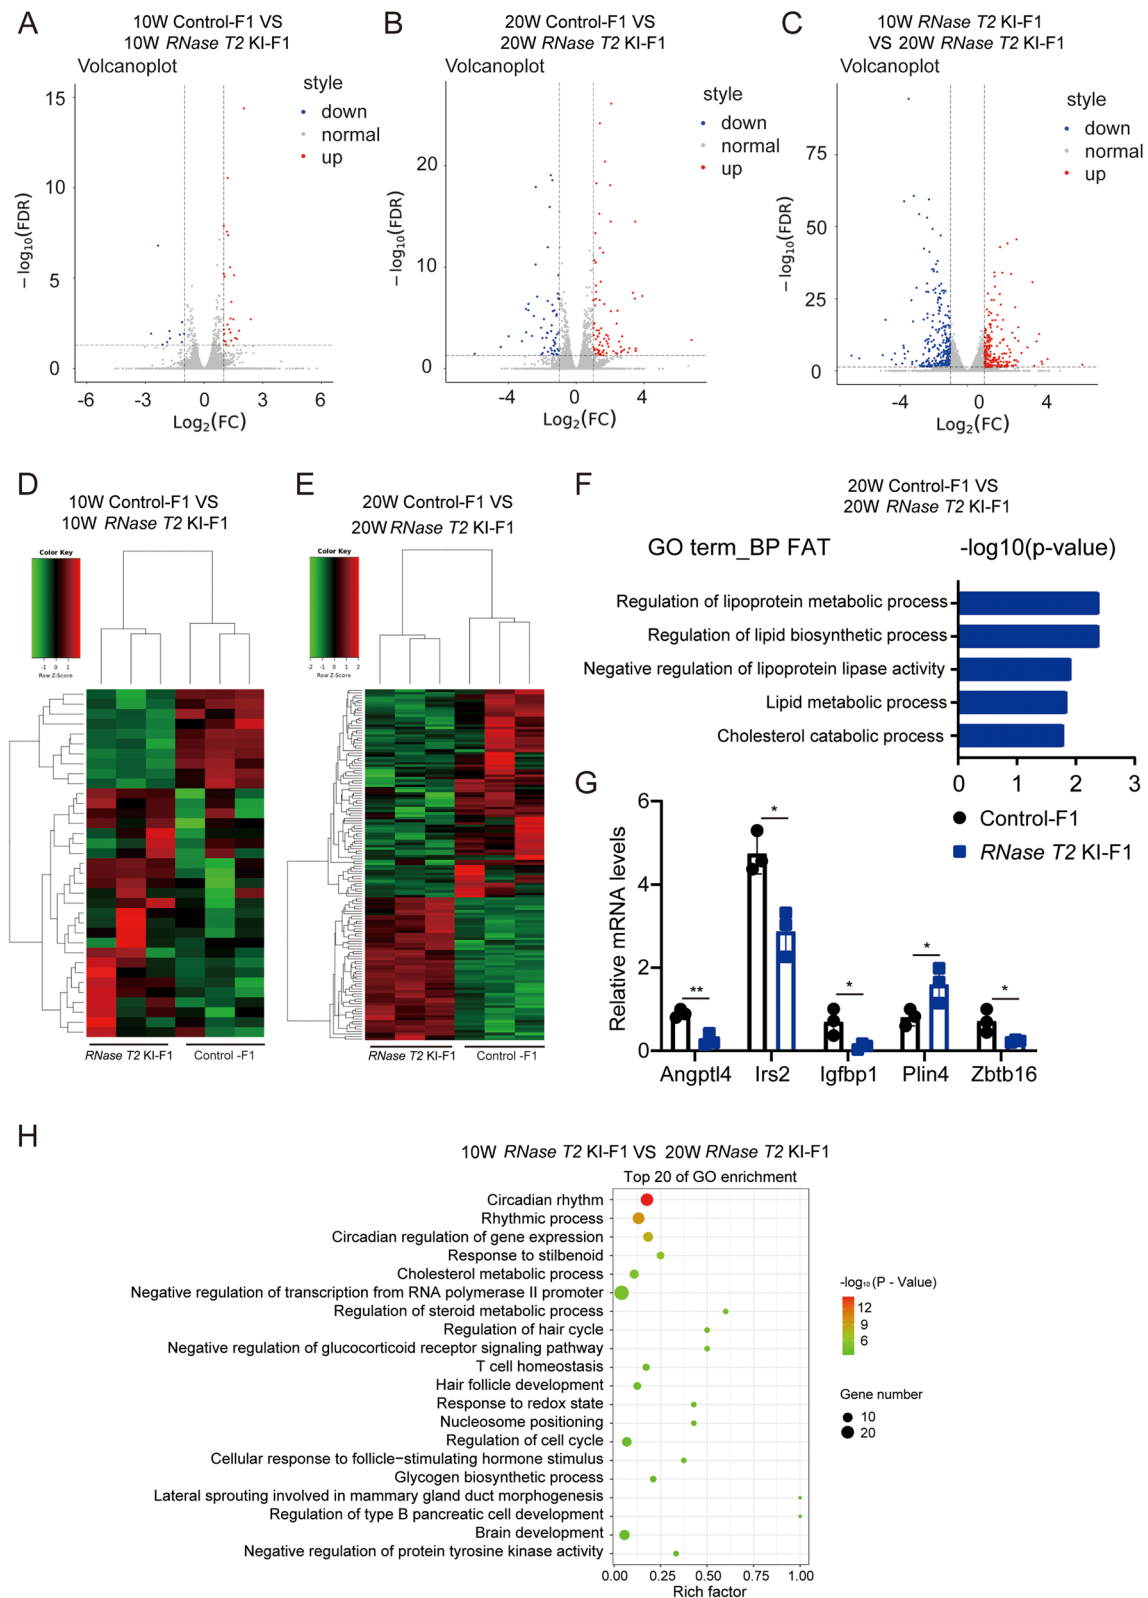 A
10W Control-F1 VS
10W RNase T2 KI-F1
Volcanoplot
style
down
normal
up
15
10
5
0
−log10(FDR)
-6
-3
0
3
6
Log2(FC)
B
20W Control-F1 VS
20W RNase T2 KI-F1
Volcanoplot
style
down
normal
up
20
10
0
−log10(FDR)
-4
0
4
Log2(FC)
C
10W RNase T2 KI-F1
VS 20W RNase T2 KI-F1
Volcanoplot
style
down
normal
up
75
50
25
0
−log10(FDR)
-4
0
4
Log2(FC)
D
10W Control-F1 VS
10W RNase T2 KI-F1
Color Key
-1 0 1
Row Z-Score
RNase T2 KI-F1
Control -F1
E
20W Control-F1 VS
20W RNase T2 KI-F1
Color Key
-2 -1 0 1 2
Row Z-Score
RNase T2 KI-F1
Control -F1
F
20W Control-F1 VS
20W RNase T2 KI-F1
GO term_BP FAT
-log10(p-value)
Regulation of lipoprotein metabolic process
Regulation of lipid biosynthetic process
Negative regulation of lipoprotein lipase activity
Lipid metabolic process
Cholesterol catabolic process
0 1 2 3
G
Control-F1
RNase T2 KI-F1
Relative mRNA levels
6
4
2
0
**
*
*
*
*
Angptl4 Irs2 Igfbp1 Plin4 Zbtb16
H
10W RNase T2 KI-F1 VS 20W RNase T2 KI-F1
Top 20 of GO enrichment
Circadian rhythm
Rhythmic process
Circadian regulation of gene expression
Response to stilbenoid
Cholesterol metabolic process
Negative regulation of transcription from RNA polymerase II promoter
Regulation of steroid metabolic process
Regulation of hair cycle
Negative regulation of glucocorticoid receptor signaling pathway
T cell homeostasis
Hair follicle development
Response to redox state
Nucleosome positioning
Regulation of cell cycle
Cellular response to follicle−stimulating hormone stimulus
Glycogen biosynthetic process
Lateral sprouting involved in mammary gland duct morphogenesis
Regulation of type B pancreatic cell development
Brain development
Negative regulation of protein tyrosine kinase activity
0.00 0.25 0.50 0.75 1.00
Rich factor
-log10 (P - Value)
12
9
6
Gene number
10
20